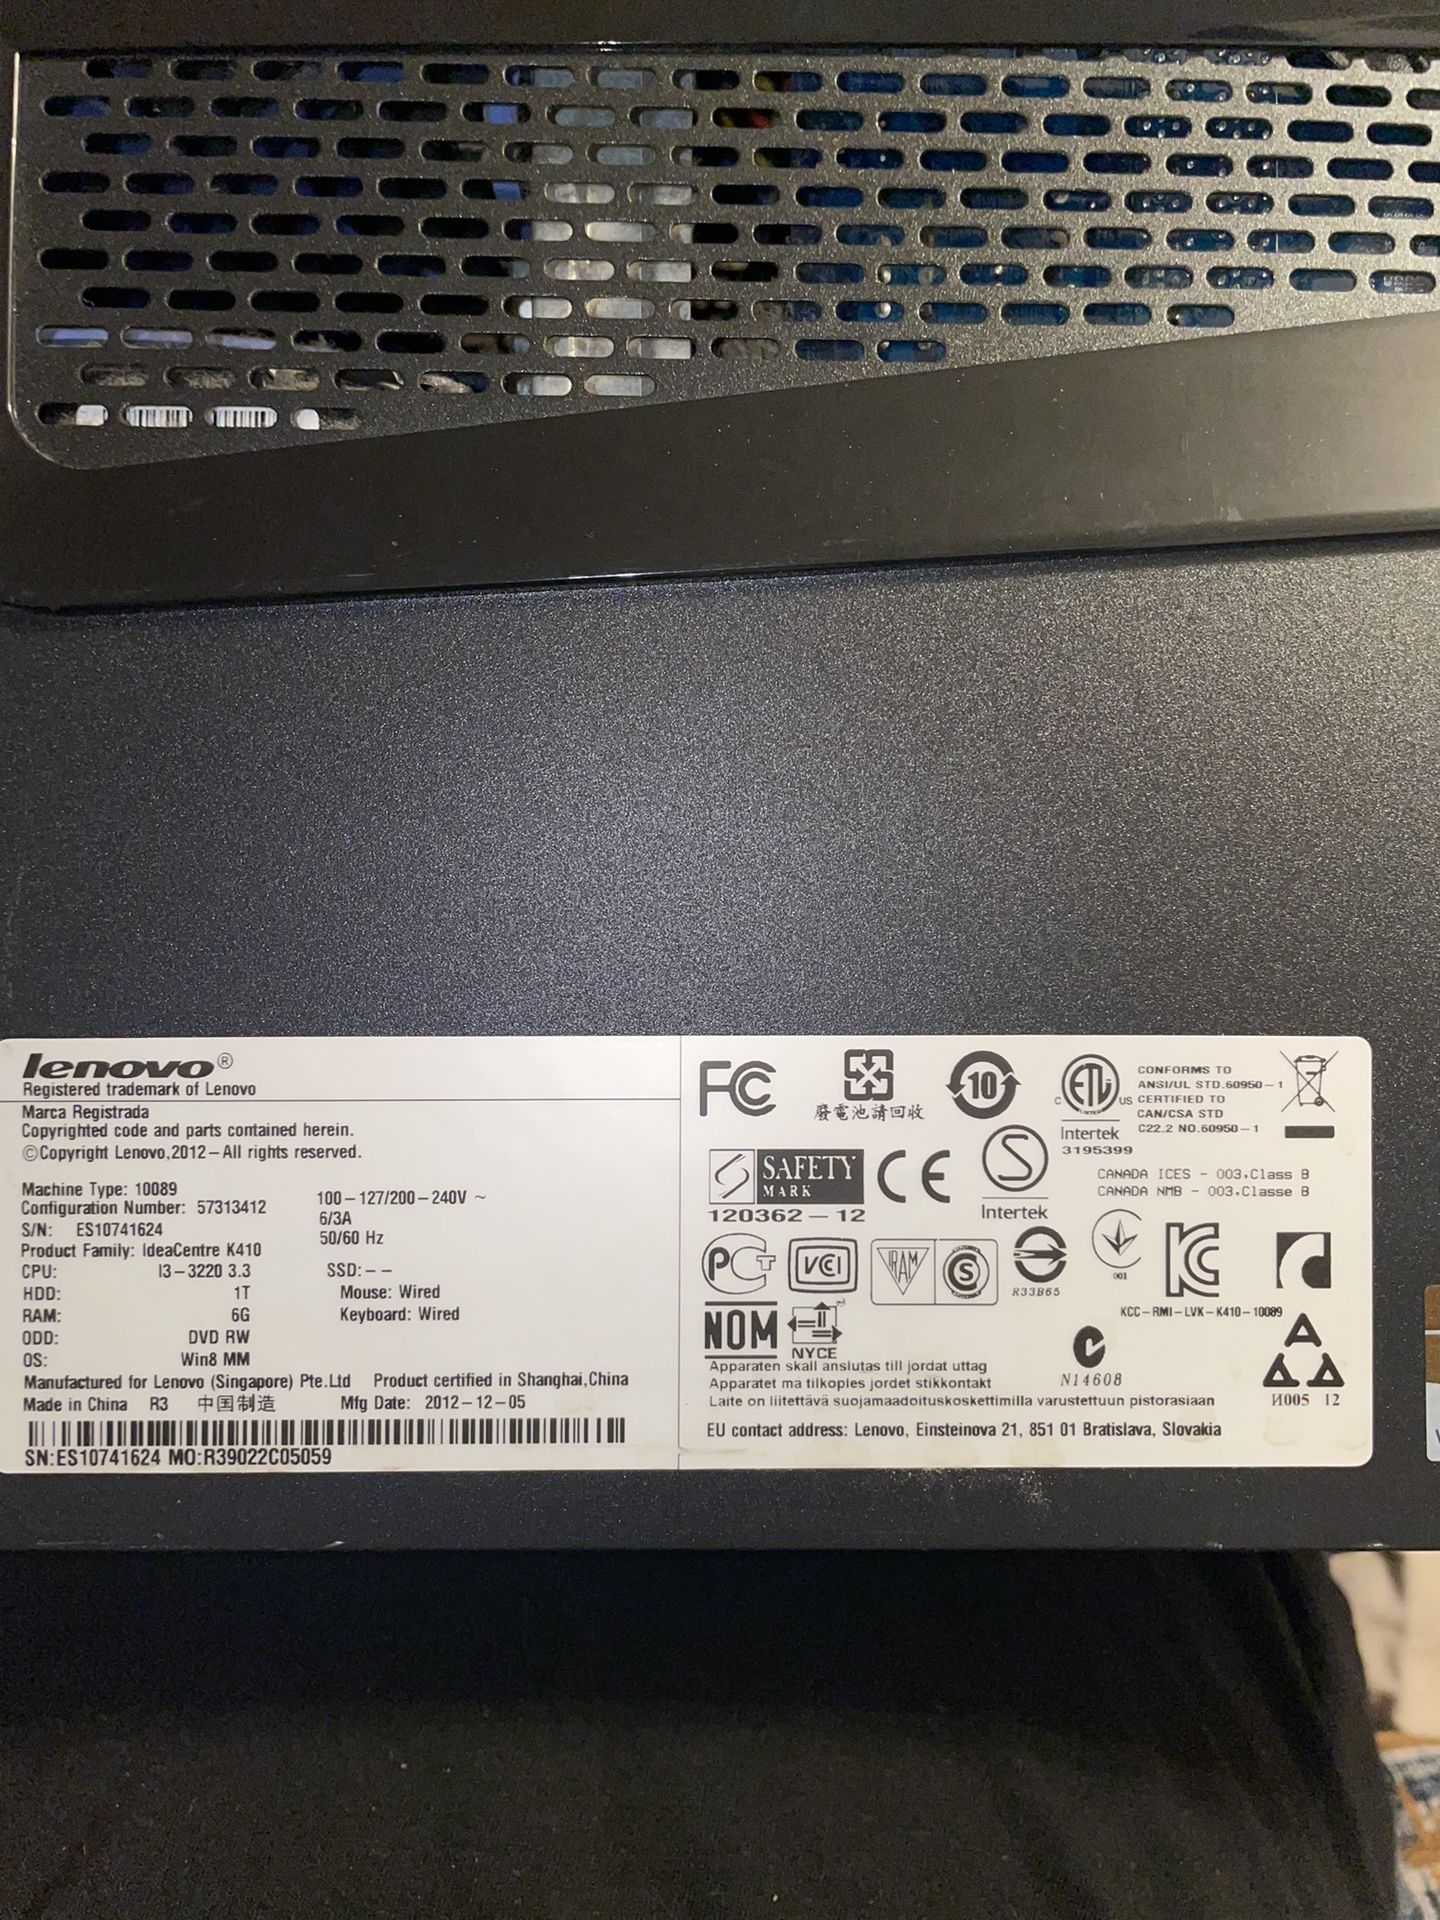 lenovo®
Registered trademark of Lenovo
Marca Registrada
Copyrighted code and parts contained herein.
©Copyright Lenovo,2012–All rights reserved.
Machine Type: 10089
Configuration Number: 57313412
S/N: ES10741624
Product Family: IdeaCentre K410
CPU: I3–3220 3.3
HDD: 1T
RAM: 6G
ODD: DVD RW
OS: Win8 MM
100–127/200–240V ~
6/3A
50/60 Hz
SSD:– –
Mouse: Wired
Keyboard: Wired
Manufactured for Lenovo (Singapore) Pte.Ltd Product certified in Shanghai,China
Made in China R3 中国制造 Mfg Date: 2012–12–05
SN:ES10741624 MO:R39022C05059
FC
廢電池請回收
10
C ETL US
LISTED
Intertek
3195399
CONFORMS TO
ANSI/UL STD.60950–1
CERTIFIED TO
CAN/CSA STD
C22.2 NO.60950–1
S SAFETY
MARK
120362–12
CE
S
Intertek
CANADA ICES – 003,Class B
CANADA NMB – 003,Classe B
PCT
VCCI
IRAM
S
R33B65
001
KC
KCC–RMI–LVK–K410–10089
NOM
NYCE
N14608
И005 12
Apparaten skall anslutas till jordat uttag
Apparatet ma tilkoples jordet stikkontakt
Laite on liitettävä suojamaadoituskoskettimilla varustettuun pistorasiaan
EU contact address: Lenovo, Einsteinova 21, 851 01 Bratislava, Slovakia